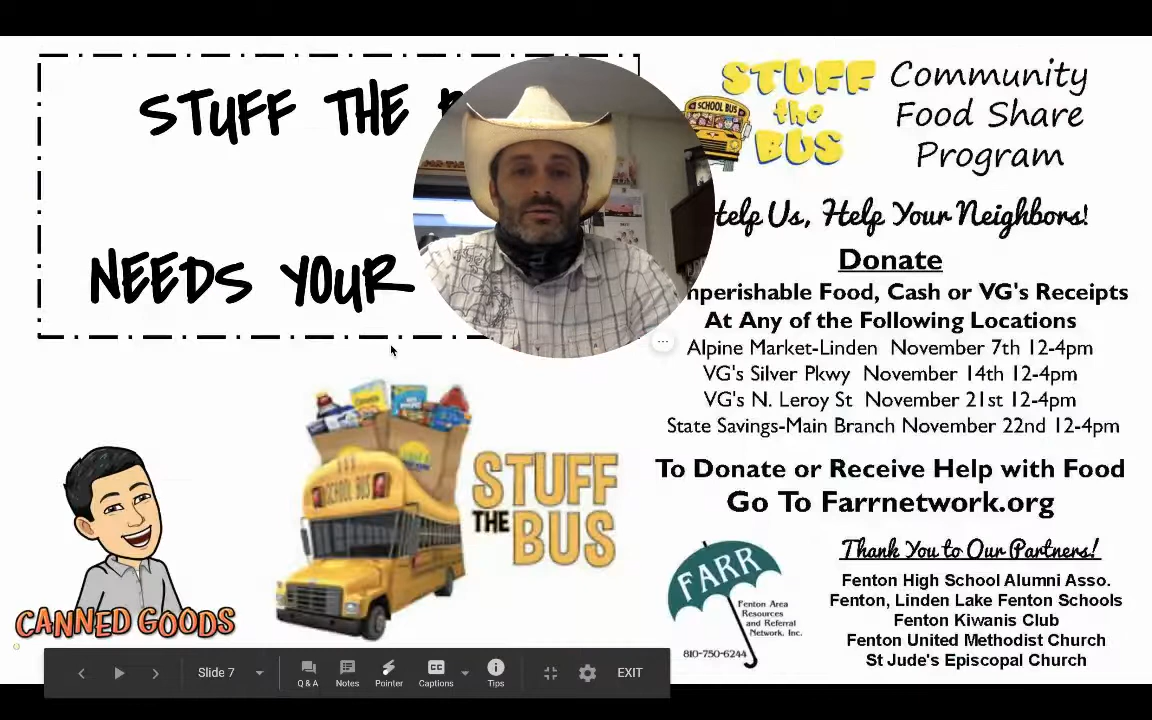 STUFF THE
NEEDS YOUR
SCHOOL BUS
STUFF
THE
BUS
CANNED GOODS
SCHOOL BUS
STUFF
the
BUS
Community
Food Share
Program
Help Us, Help Your Neighbors!
Donate
Food, Cash or VG's Receipts
At Any of the Following Locations
Alpine Market-Linden November 7th 12-4pm
VG's Silver Pkwy November 14th 12-4pm
VG's N. Leroy St November 21st 12-4pm
State Savings-Main Branch November 22nd 12-4pm
To Donate or Receive Help with Food
Go To Farrnetwork.org
FARR
Fenton Area
Resources
and Referral
Network, Inc.
810-750-6244
Thank You to Our Partners!
Fenton High School Alumni Asso.
Fenton, Linden Lake Fenton Schools
Fenton Kiwanis Club
Fenton United Methodist Church
St Jude's Episcopal Church
Slide 7
Q & A
Notes
Pointer
Captions
Tips
EXIT